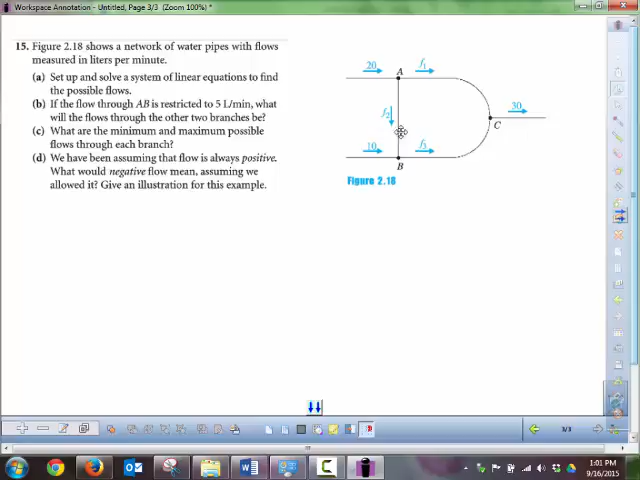 Workspace Annotation - Untitled, Page 3/3 (Zoom 100%) *
15. Figure 2.18 shows a network of water pipes with flows
measured in liters per minute.
(a) Set up and solve a system of linear equations to find
the possible flows.
(b) If the flow through AB is restricted to 5 L/min, what
will the flows through the other two branches be?
(c) What are the minimum and maximum possible
flows through each branch?
(d) We have been assuming that flow is always positive.
What would negative flow mean, assuming we
allowed it? Give an illustration for this example.
20
A
f₁
f₂
30
C
10
f₃
B
Figure 2.18
3/3
1:01 PM
9/16/2015